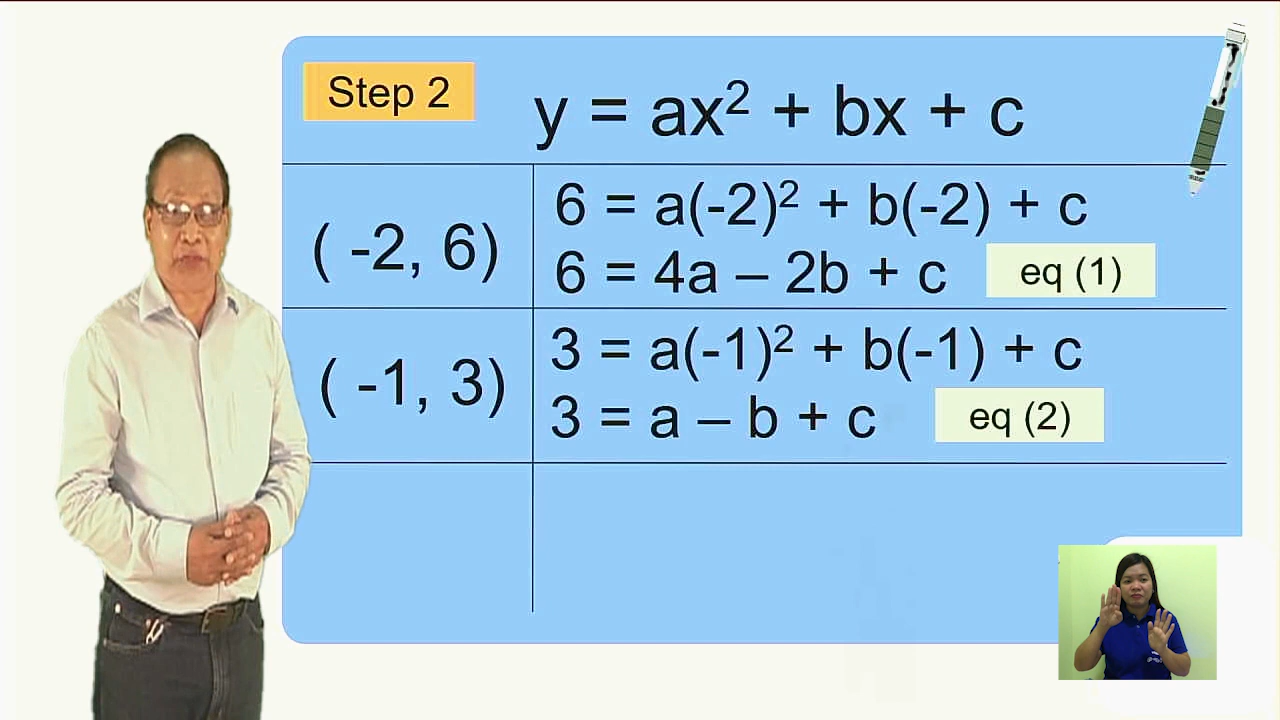 Step 2
y = ax² + bx + c
( -2, 6)
6 = a(-2)² + b(-2) + c
6 = 4a – 2b + c
eq (1)
( -1, 3)
3 = a(-1)² + b(-1) + c
3 = a – b + c
eq (2)